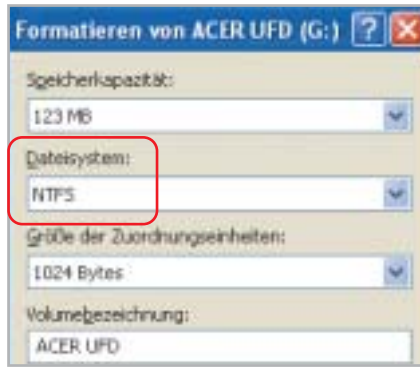 Formatieren von ACER UFD (G:)
Speicherkapazität:
123 MB
Dateisystem:
NTFS
Größe der Zuordnungseinheiten:
1024 Bytes
Volumebezeichnung:
ACER UFD